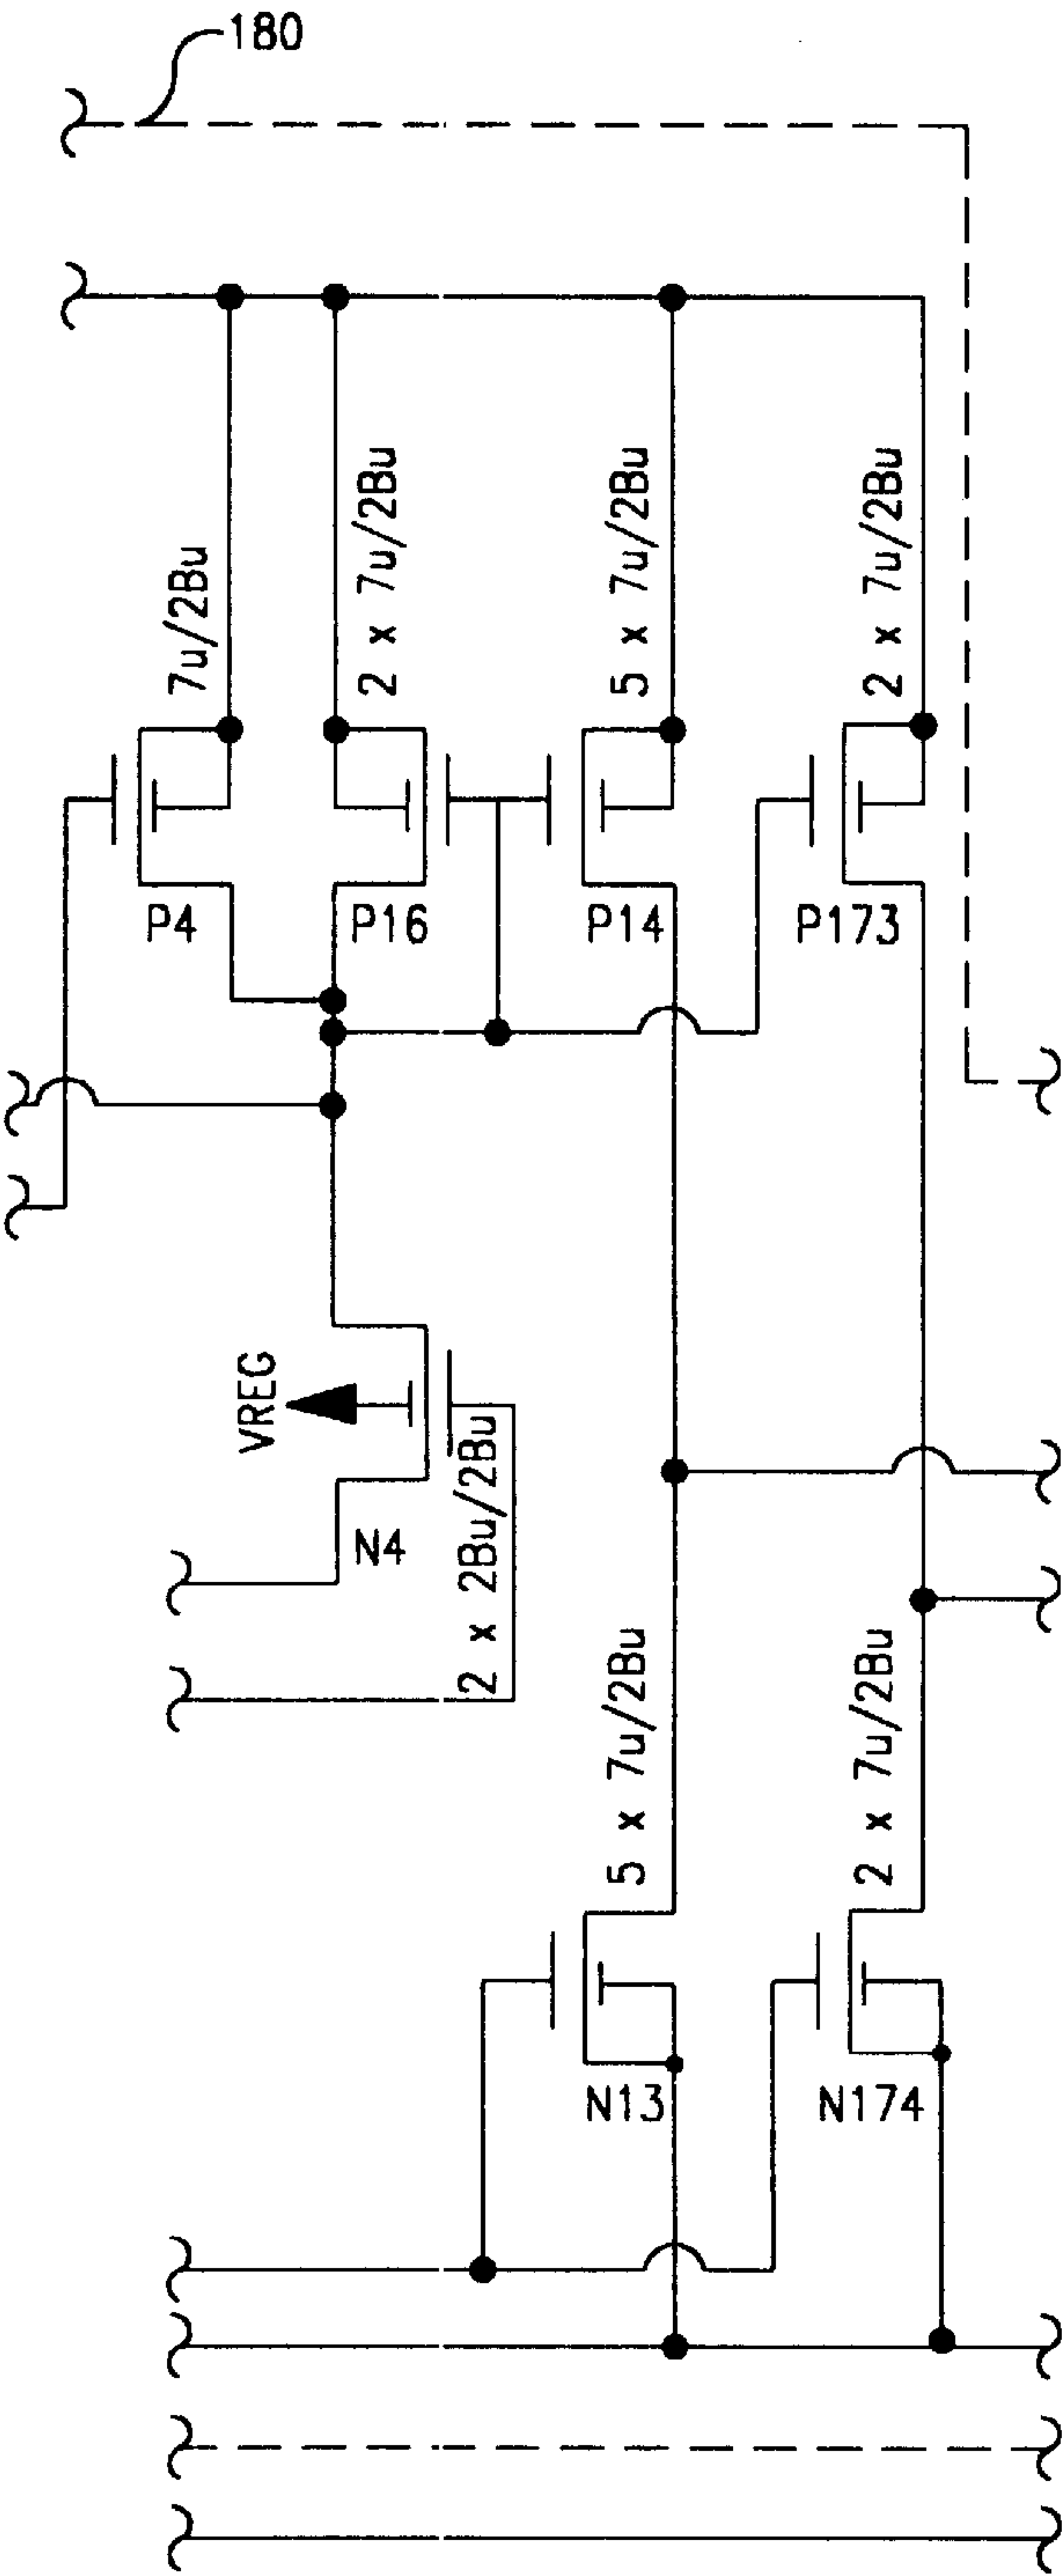 180
7u/2Bu
2 x 7u/2Bu
5 x 7u/2Bu
2 x 7u/2Bu
P4
P16
P14
P173
VREG
N4
2 x 2Bu/2Bu
5 x 7u/2Bu
2 x 7u/2Bu
N13
N174